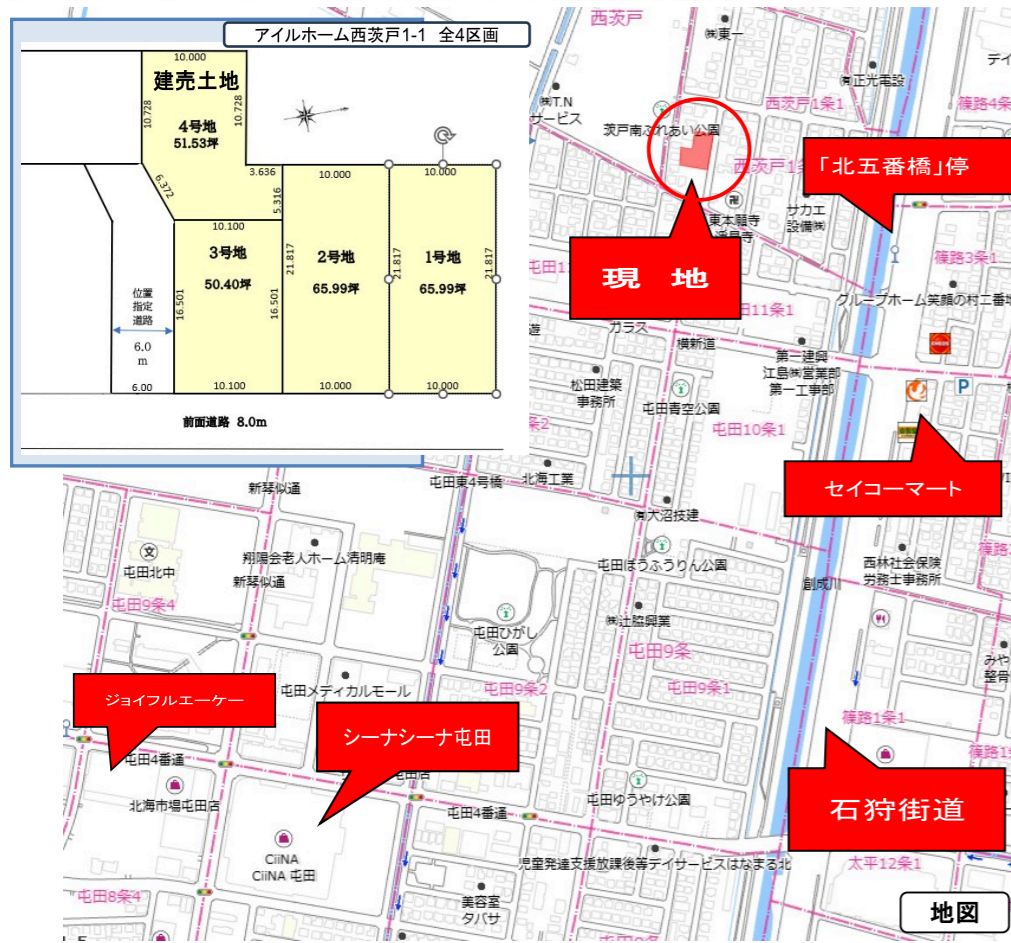 アイルホーム西茨戸1-1 全4区画
10.000
建売土地
10.728
10.728
4号地
51.53坪
6.372
3.636
5.316
10.000
10.000
10.100
3号地
50.40坪
16.501
16.501
21.817
2号地
65.99坪
21.817
1号地
65.99坪
21.817
位置
指定
道路
6.0
m
6.00
10.100
10.000
10.000
前面道路 8.0m
西茨戸
㈱東一
デイ
㈲正光電設
㈱T.N
サービス
西茨戸1条1
篠路4条
茨戸南ふれあい公園
西茨戸1条
「北五番橋」停
東本願寺
サカエ
設備㈱
現 地
篠路3条1
屯田11
グループホーム笑顔の村二番地
11条1
ガラス
遊
横新道
第一建興
江島㈱営業部
第一工事部
ENEOS
P
松田建築
事務所
屯田青空公園
条2
屯田10条1
セイコーマート
屯田東4号橋
北海工業
新琴似通
㈲大沼技建
翔陽会老人ホーム清明庵
文
屯田北中
新琴似通
屯田9条4
屯田ぼうふうりん公園
創成川
西林社会保険
労務士事務所
篠路
㈱辻脇興業
屯田ひがし
公園
屯田9条
みや
整骨
屯田メディカルモール
屯田9条2
屯田9条1
ジョイフルエーケー
シーナシーナ屯田
篠路1条1
篠路1
屯田4番通
屯田店
北海市場屯田店
屯田4番通
屯田ゆうやけ公園
石狩街道
CiiNA
CiiNA 屯田
児童発達支援放課後等デイサービスはなまる北
太平12条1
屯田8条4
美容室
タバサ
地図